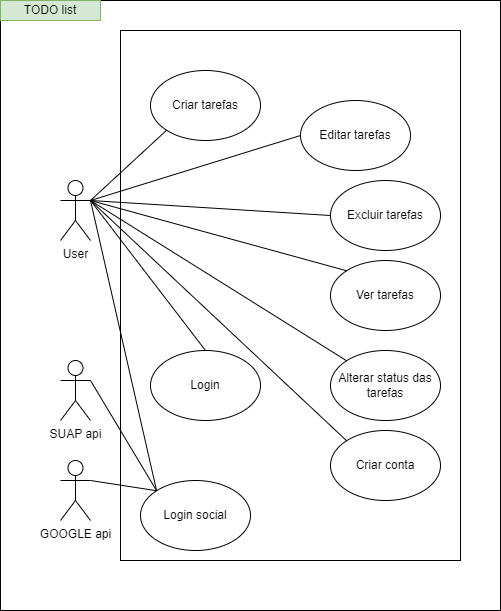 TODO list
Criar tarefas
Editar tarefas
Excluir tarefas
User
Ver tarefas
Alterar status das
tarefas
Login
SUAP api
Criar conta
Login social
GOOGLE api